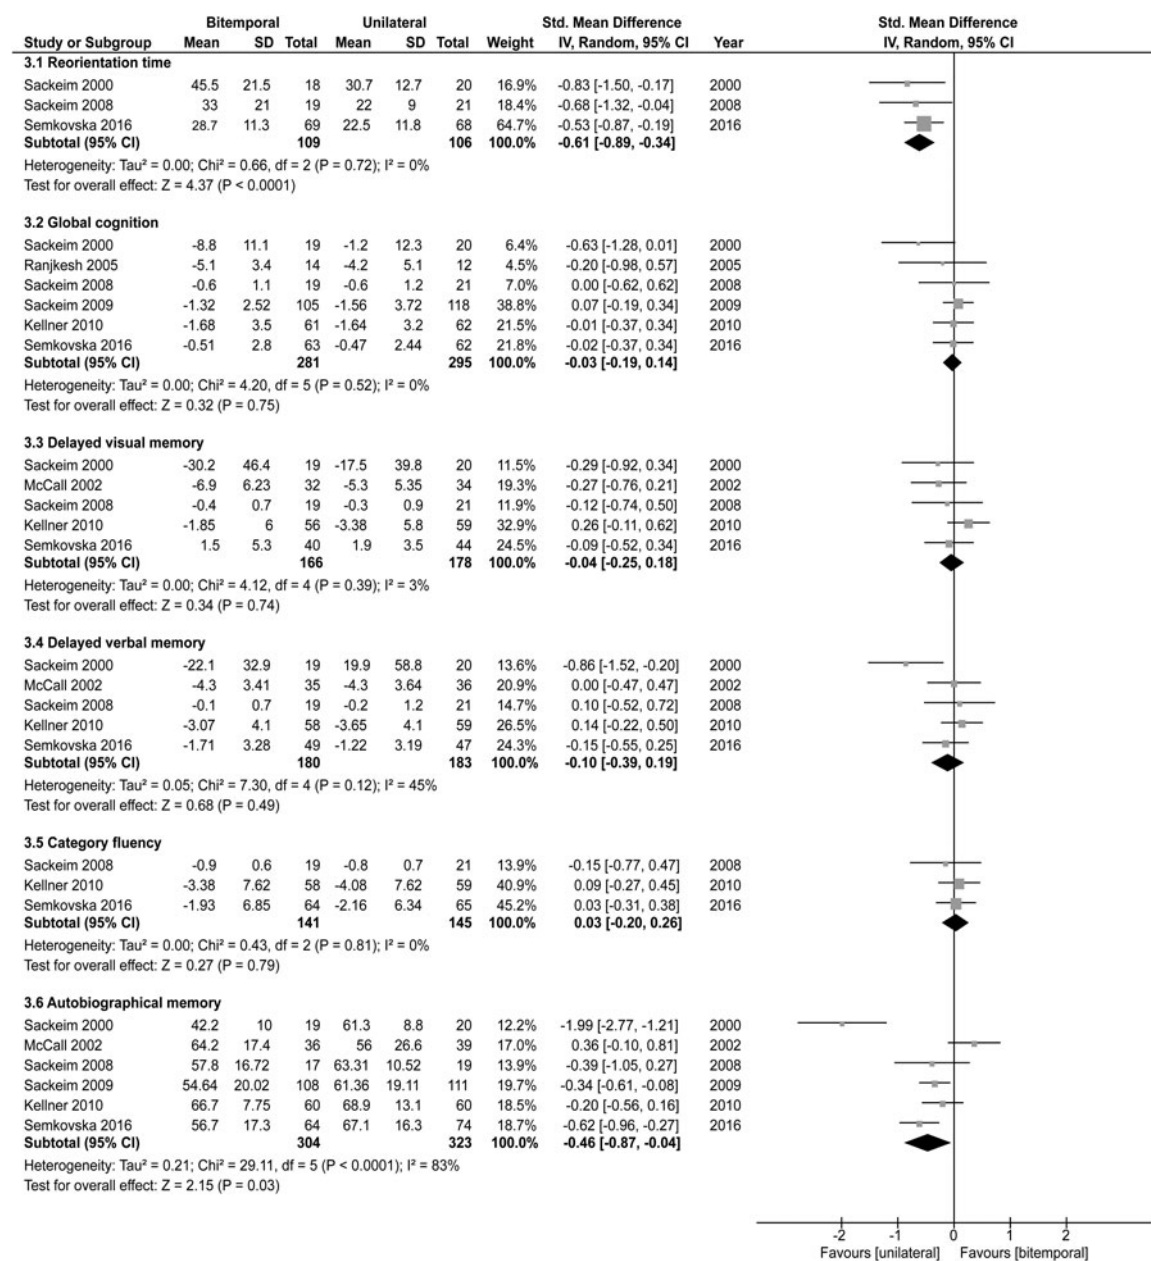 Bitemporal Unilateral Std. Mean Difference Std. Mean Difference
Study or Subgroup Mean SD Total Mean SD Total Weight IV, Random, 95% CI Year IV, Random, 95% CI
3.1 Reorientation time
Sackeim 2000 45.5 21.5 18 30.7 12.7 20 16.9% -0.83 [-1.50, -0.17] 2000
Sackeim 2008 33 21 19 22 9 21 18.4% -0.68 [-1.32, -0.04] 2008
Semkovska 2016 28.7 11.3 69 22.5 11.8 68 64.7% -0.53 [-0.87, -0.19] 2016
Subtotal (95% CI) 109 106 100.0% -0.61 [-0.89, -0.34]
Heterogeneity: Tau² = 0.00; Chi² = 0.66, df = 2 (P = 0.72); I² = 0%
Test for overall effect: Z = 4.37 (P < 0.0001)
3.2 Global cognition
Sackeim 2000 -8.8 11.1 19 -1.2 12.3 20 6.4% -0.63 [-1.28, 0.01] 2000
Ranjkesh 2005 -5.1 3.4 14 -4.2 5.1 12 4.5% -0.20 [-0.98, 0.57] 2005
Sackeim 2008 -0.6 1.1 19 -0.6 1.2 21 7.0% 0.00 [-0.62, 0.62] 2008
Sackeim 2009 -1.32 2.52 105 -1.56 3.72 118 38.8% 0.07 [-0.19, 0.34] 2009
Kellner 2010 -1.68 3.5 61 -1.64 3.2 62 21.5% -0.01 [-0.37, 0.34] 2010
Semkovska 2016 -0.51 2.8 63 -0.47 2.44 62 21.8% -0.02 [-0.37, 0.34] 2016
Subtotal (95% CI) 281 295 100.0% -0.03 [-0.19, 0.14]
Heterogeneity: Tau² = 0.00; Chi² = 4.20, df = 5 (P = 0.52); I² = 0%
Test for overall effect: Z = 0.32 (P = 0.75)
3.3 Delayed visual memory
Sackeim 2000 -30.2 46.4 19 -17.5 39.8 20 11.5% -0.29 [-0.92, 0.34] 2000
McCall 2002 -6.9 6.23 32 -5.3 5.35 34 19.3% -0.27 [-0.76, 0.21] 2002
Sackeim 2008 -0.4 0.7 19 -0.3 0.9 21 11.9% -0.12 [-0.74, 0.50] 2008
Kellner 2010 -1.85 6 56 -3.38 5.8 59 32.9% 0.26 [-0.11, 0.62] 2010
Semkovska 2016 1.5 5.3 40 1.9 3.5 44 24.5% -0.09 [-0.52, 0.34] 2016
Subtotal (95% CI) 166 178 100.0% -0.04 [-0.25, 0.18]
Heterogeneity: Tau² = 0.00; Chi² = 4.12, df = 4 (P = 0.39); I² = 3%
Test for overall effect: Z = 0.34 (P = 0.74)
3.4 Delayed verbal memory
Sackeim 2000 -22.1 32.9 19 19.9 58.8 20 13.6% -0.86 [-1.52, -0.20] 2000
McCall 2002 -4.3 3.41 35 -4.3 3.64 36 20.9% 0.00 [-0.47, 0.47] 2002
Sackeim 2008 -0.1 0.7 19 -0.2 1.2 21 14.7% 0.10 [-0.52, 0.72] 2008
Kellner 2010 -3.07 4.1 58 -3.65 4.1 59 26.5% 0.14 [-0.22, 0.50] 2010
Semkovska 2016 -1.71 3.28 49 -1.22 3.19 47 24.3% -0.15 [-0.55, 0.25] 2016
Subtotal (95% CI) 180 183 100.0% -0.10 [-0.39, 0.19]
Heterogeneity: Tau² = 0.05; Chi² = 7.30, df = 4 (P = 0.12); I² = 45%
Test for overall effect: Z = 0.68 (P = 0.49)
3.5 Category fluency
Sackeim 2008 -0.9 0.6 19 -0.8 0.7 21 13.9% -0.15 [-0.77, 0.47] 2008
Kellner 2010 -3.38 7.62 58 -4.08 7.62 59 40.9% 0.09 [-0.27, 0.45] 2010
Semkovska 2016 -1.93 6.85 64 -2.16 6.34 65 45.2% 0.03 [-0.31, 0.38] 2016
Subtotal (95% CI) 141 145 100.0% 0.03 [-0.20, 0.26]
Heterogeneity: Tau² = 0.00; Chi² = 0.43, df = 2 (P = 0.81); I² = 0%
Test for overall effect: Z = 0.27 (P = 0.79)
3.6 Autobiographical memory
Sackeim 2000 42.2 10 19 61.3 8.8 20 12.2% -1.99 [-2.77, -1.21] 2000
McCall 2002 64.2 17.4 36 56 26.6 39 17.0% 0.36 [-0.10, 0.81] 2002
Sackeim 2008 57.8 16.72 17 63.31 10.52 19 13.9% -0.39 [-1.05, 0.27] 2008
Sackeim 2009 54.64 20.02 108 61.36 19.11 111 19.7% -0.34 [-0.61, -0.08] 2009
Kellner 2010 66.7 7.75 60 68.9 13.1 60 18.5% -0.20 [-0.56, 0.16] 2010
Semkovska 2016 56.7 17.3 64 67.1 16.3 74 18.7% -0.62 [-0.96, -0.27] 2016
Subtotal (95% CI) 304 323 100.0% -0.46 [-0.87, -0.04]
Heterogeneity: Tau² = 0.21; Chi² = 29.11, df = 5 (P < 0.0001); I² = 83%
Test for overall effect: Z = 2.15 (P = 0.03)
-2 -1 0 1 2
Favours [unilateral] Favours [bitemporal]